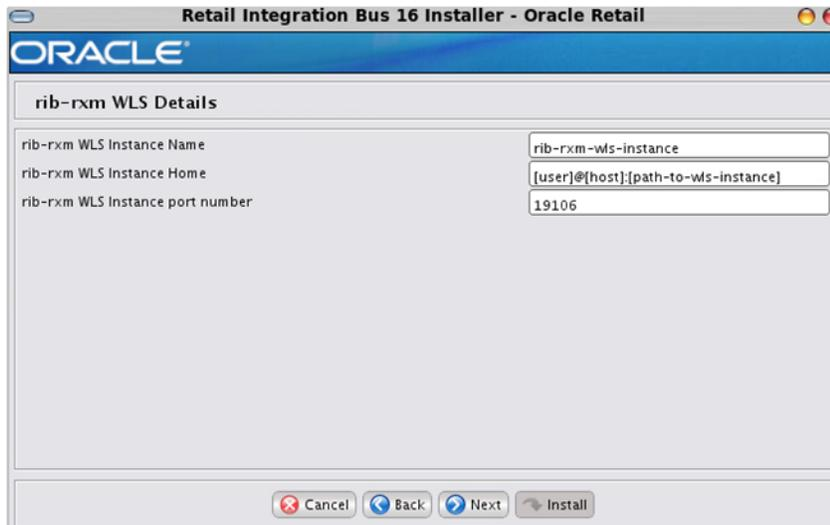 Retail Integration Bus 16 Installer - Oracle Retail
ORACLE®
rib-rxm WLS Details
rib-rxm WLS Instance Name rib-rxm-wls-instance
rib-rxm WLS Instance Home [user]@[host]:[path-to-wls-instance]
rib-rxm WLS Instance port number 19106
Cancel Back Next Install